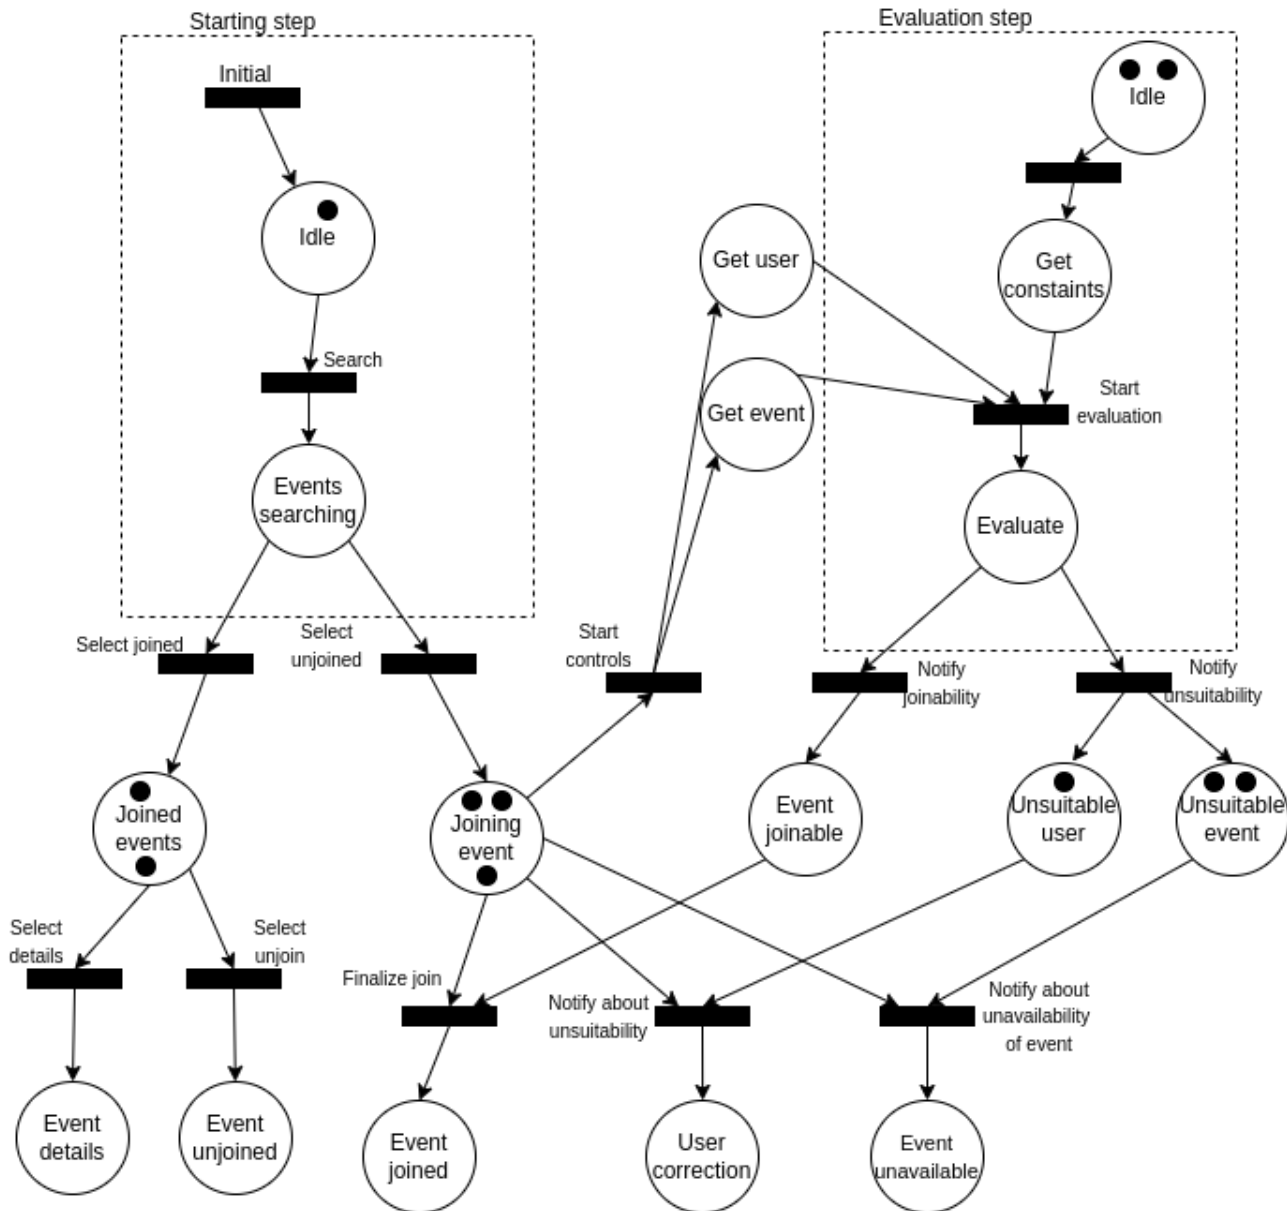 Starting step
Evaluation step
Initial
Idle
Idle
Get user
Get
constaints
Search
Get event
Start
evaluation
Events
searching
Evaluate
Select joined
Select
unjoined
Start
controls
Notify
joinability
Notify
unsuitability
Joined
events
Joining
event
Event
joinable
Unsuitable
user
Unsuitable
event
Select
details
Select
unjoin
Finalize join
Notify about
unsuitability
Notify about
unavailability
of event
Event
details
Event
unjoined
Event
joined
User
correction
Event
unavailable